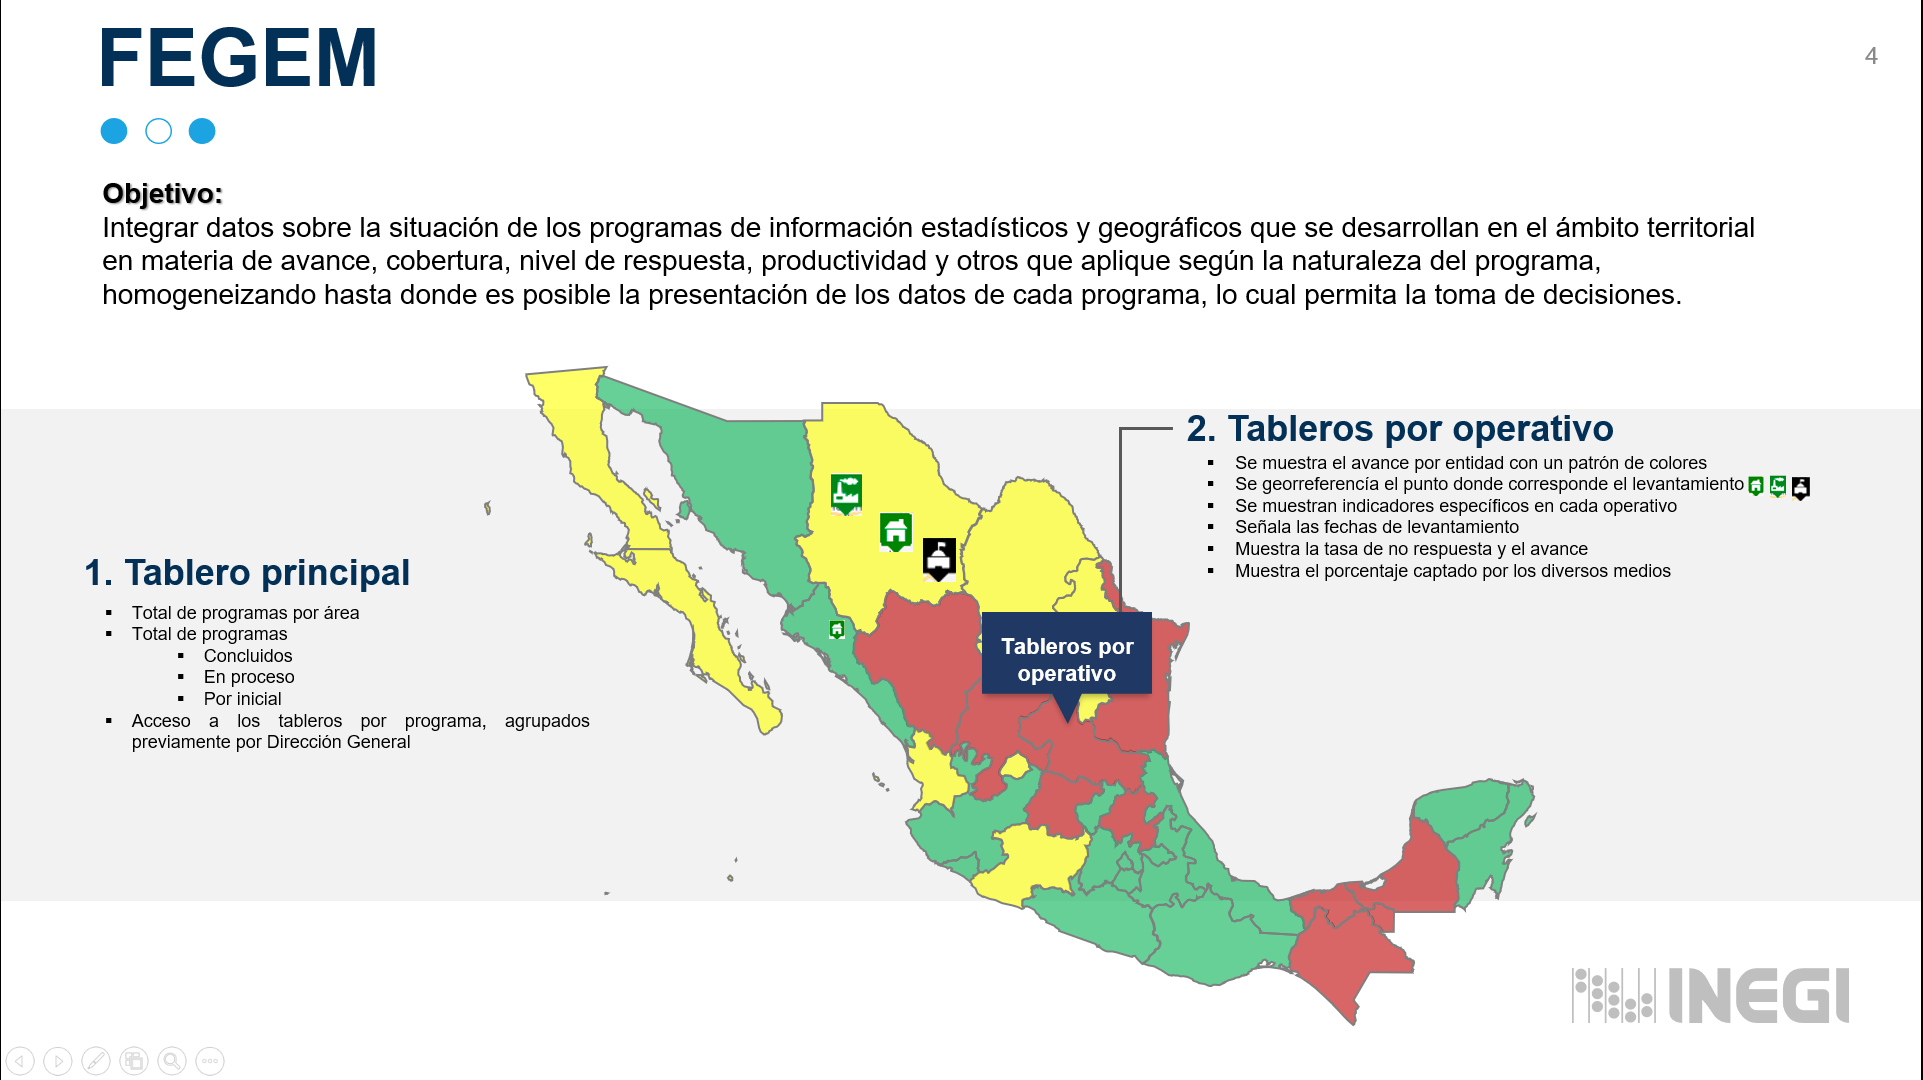 FEGEM
4
Objetivo:
Integrar datos sobre la situación de los programas de información estadísticos y geográficos que se desarrollan en el ámbito territorial
en materia de avance, cobertura, nivel de respuesta, productividad y otros que aplique según la naturaleza del programa,
homogeneizando hasta donde es posible la presentación de los datos de cada programa, lo cual permita la toma de decisiones.
1. Tablero principal
▪ Total de programas por área
▪ Total de programas
▪ Concluidos
▪ En proceso
▪ Por inicial
▪ Acceso a los tableros por programa, agrupados
previamente por Dirección General
2. Tableros por operativo
▪ Se muestra el avance por entidad con un patrón de colores
▪ Se georreferencía el punto donde corresponde el levantamiento
▪ Se muestran indicadores específicos en cada operativo
▪ Señala las fechas de levantamiento
▪ Muestra la tasa de no respuesta y el avance
▪ Muestra el porcentaje captado por los diversos medios
Tableros por
operativo
INEGI